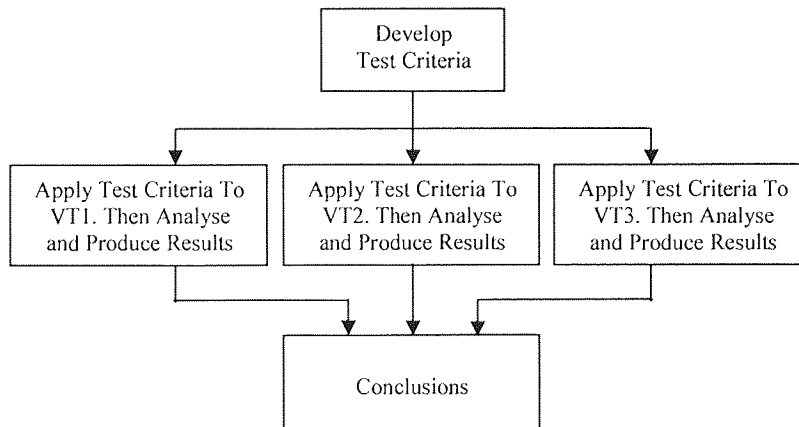 Develop
Test Criteria
Apply Test Criteria To
VT1. Then Analyse
and Produce Results
Apply Test Criteria To
VT2. Then Analyse
and Produce Results
Apply Test Criteria To
VT3. Then Analyse
and Produce Results
Conclusions